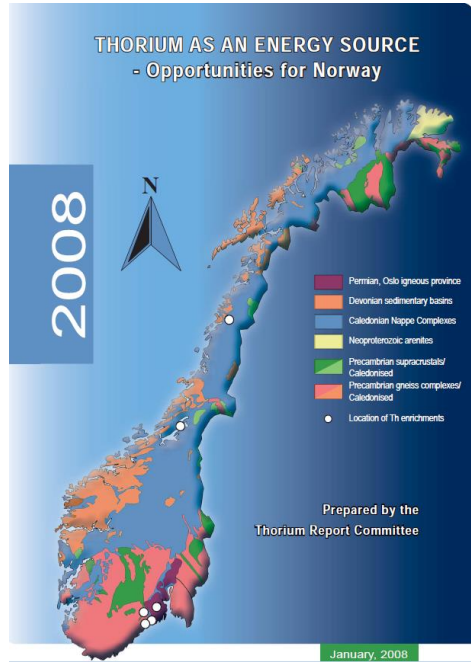 THORIUM AS AN ENERGY SOURCE
- Opportunities for Norway
2008
N
Permian, Oslo igneous province
Devonian sedimentary basins
Caledonian Nappe Complexes
Neoproterozoic arenites
Precambrian supracrustals/
Caledonised
Precambrian gneiss complexes/
Caledonised
Location of Th enrichments
Prepared by the
Thorium Report Committee
January, 2008